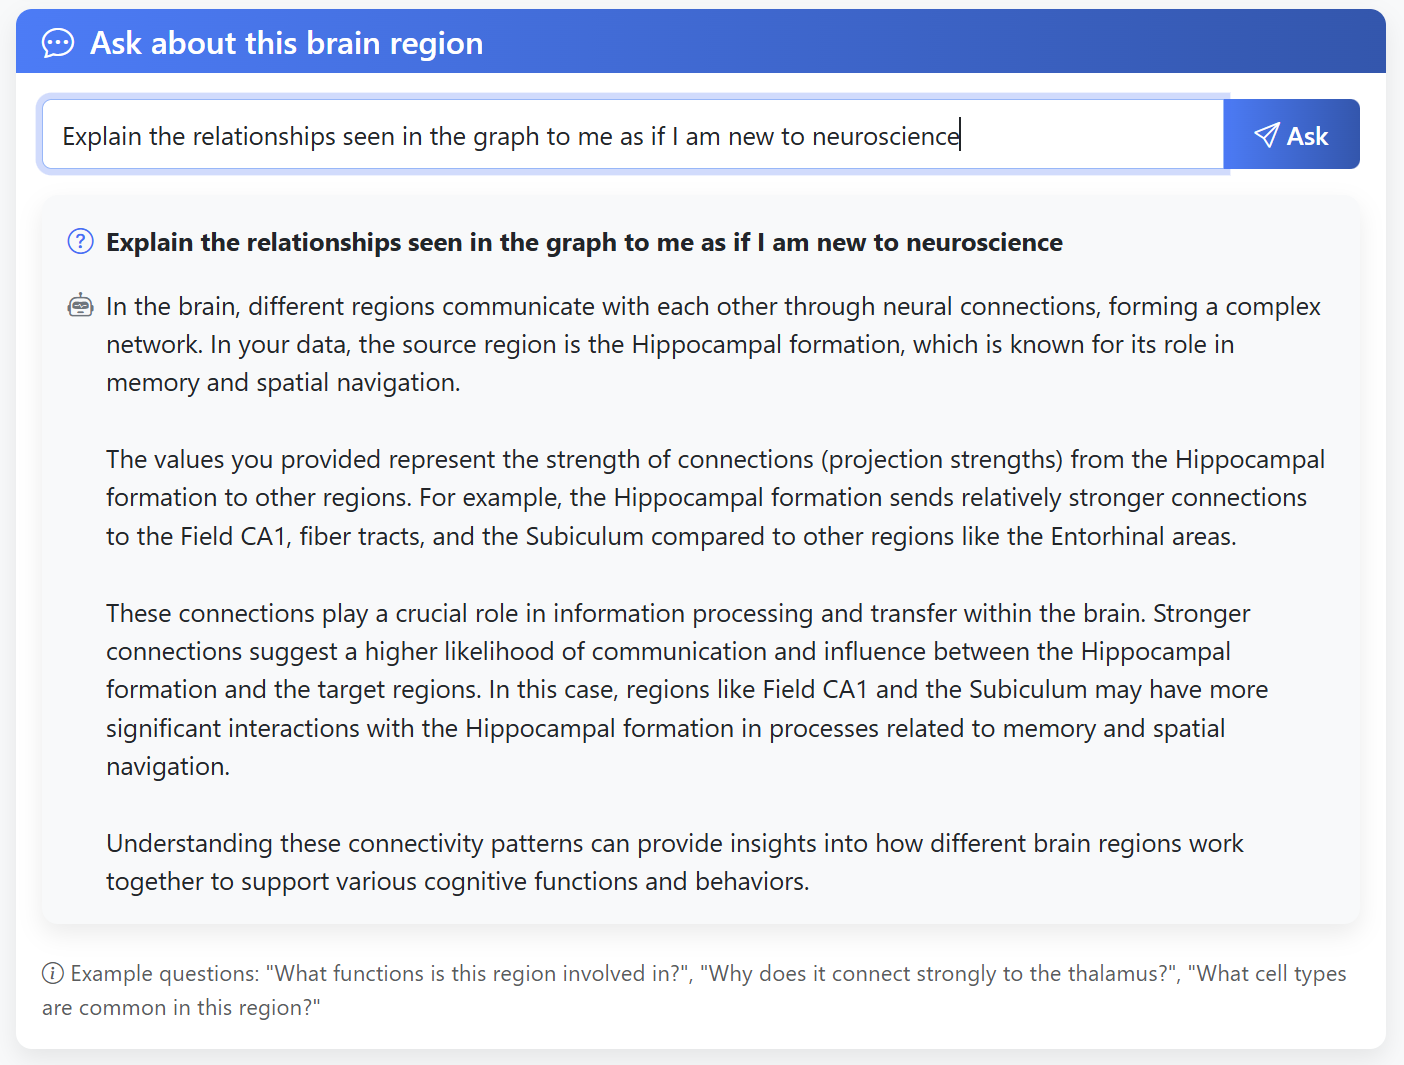 Ask about this brain region
Explain the relationships seen in the graph to me as if I am new to neuroscience
Ask
Explain the relationships seen in the graph to me as if I am new to neuroscience
In the brain, different regions communicate with each other through neural connections, forming a complex
network. In your data, the source region is the Hippocampal formation, which is known for its role in
memory and spatial navigation.
The values you provided represent the strength of connections (projection strengths) from the Hippocampal
formation to other regions. For example, the Hippocampal formation sends relatively stronger connections
to the Field CA1, fiber tracts, and the Subiculum compared to other regions like the Entorhinal areas.
These connections play a crucial role in information processing and transfer within the brain. Stronger
connections suggest a higher likelihood of communication and influence between the Hippocampal
formation and the target regions. In this case, regions like Field CA1 and the Subiculum may have more
significant interactions with the Hippocampal formation in processes related to memory and spatial
navigation.
Understanding these connectivity patterns can provide insights into how different brain regions work
together to support various cognitive functions and behaviors.
Example questions: "What functions is this region involved in?", "Why does it connect strongly to the thalamus?", "What cell types
are common in this region?"